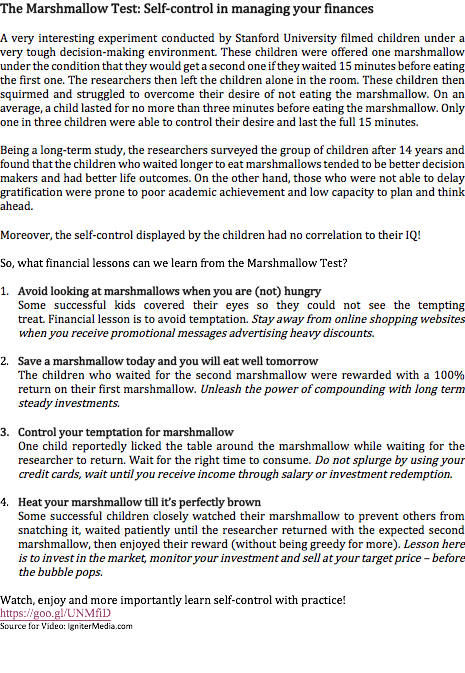 The Marshmallow Test: Self-control in managing your finances
A very interesting experiment conducted by Stanford University filmed children under a
very tough decision-making environment. These children were offered one marshmallow
under the condition that they would get a second one if they waited 15 minutes before eating
the first one. The researchers then left the children alone in the room. These children then
squirmed and struggled to overcome their desire of not eating the marshmallow. On an
average, a child lasted for no more than three minutes before eating the marshmallow. Only
one in three children were able to control their desire and last the full 15 minutes.
Being a long-term study, the researchers surveyed the group of children after 14 years and
found that the children who waited longer to eat marshmallows tended to be better decision
makers and had better life outcomes. On the other hand, those who were not able to delay
gratification were prone to poor academic achievement and low capacity to plan and think
ahead.
Moreover, the self-control displayed by the children had no correlation to their IQ!
So, what financial lessons can we learn from the Marshmallow Test?
1. Avoid looking at marshmallows when you are (not) hungry
Some successful kids covered their eyes so they could not see the tempting
treat. Financial lesson is to avoid temptation. Stay away from online shopping websites
when you receive promotional messages advertising heavy discounts.
2. Save a marshmallow today and you will eat well tomorrow
The children who waited for the second marshmallow were rewarded with a 100%
return on their first marshmallow. Unleash the power of compounding with long term
steady investments.
3. Control your temptation for marshmallow
One child reportedly licked the table around the marshmallow while waiting for the
researcher to return. Wait for the right time to consume. Do not splurge by using your
credit cards, wait until you receive income through salary or investment redemption.
4. Heat your marshmallow till it's perfectly brown
Some successful children closely watched their marshmallow to prevent others from
snatching it, waited patiently until the researcher returned with the expected second
marshmallow, then enjoyed their reward (without being greedy for more). Lesson here
is to invest in the market, monitor your investment and sell at your target price – before
the bubble pops.
Watch, enjoy and more importantly learn self-control with practice!
https://goo.gl/UNMfiD
Source for Video: IgniterMedia.com